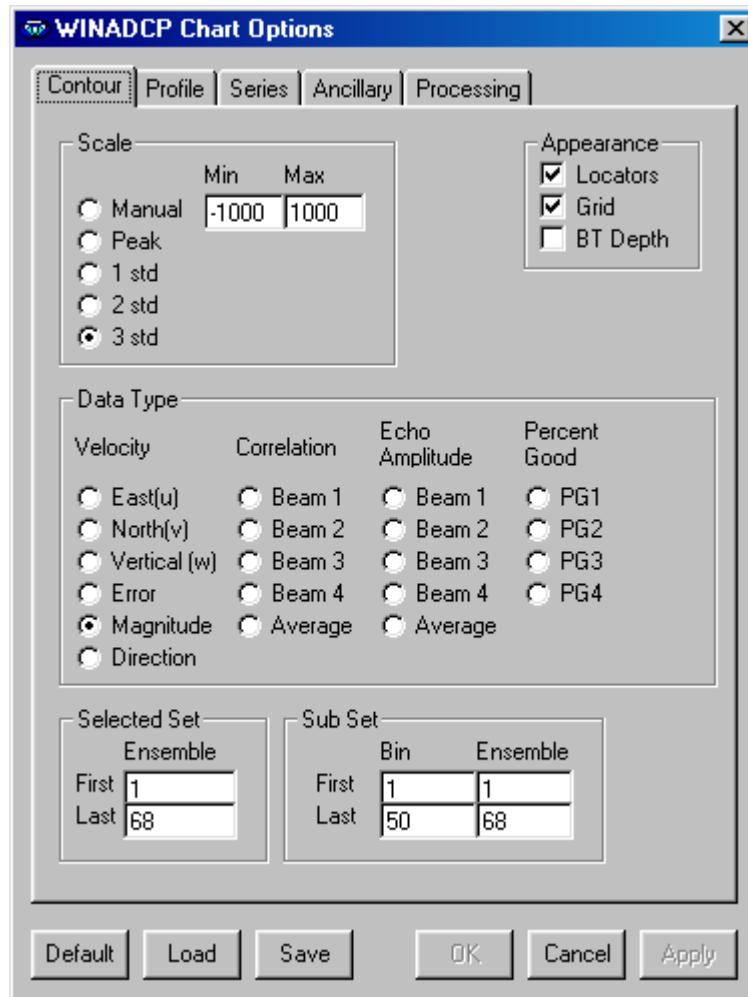 WINADCP Chart Options
Contour Profile Series Ancillary Processing
Scale
Min Max
Manual -1000 1000
Peak
1 std
2 std
3 std
Appearance
Locators
Grid
BT Depth
Data Type
Velocity
East(u)
North(v)
Vertical (w)
Error
Magnitude
Direction
Correlation
Beam 1
Beam 2
Beam 3
Beam 4
Average
Echo
Amplitude
Beam 1
Beam 2
Beam 3
Beam 4
Average
Percent
Good
PG1
PG2
PG3
PG4
Selected Set
Ensemble
First 1
Last 68
Sub Set
Bin Ensemble
First 1 1
Last 50 68
Default Load Save OK Cancel Apply